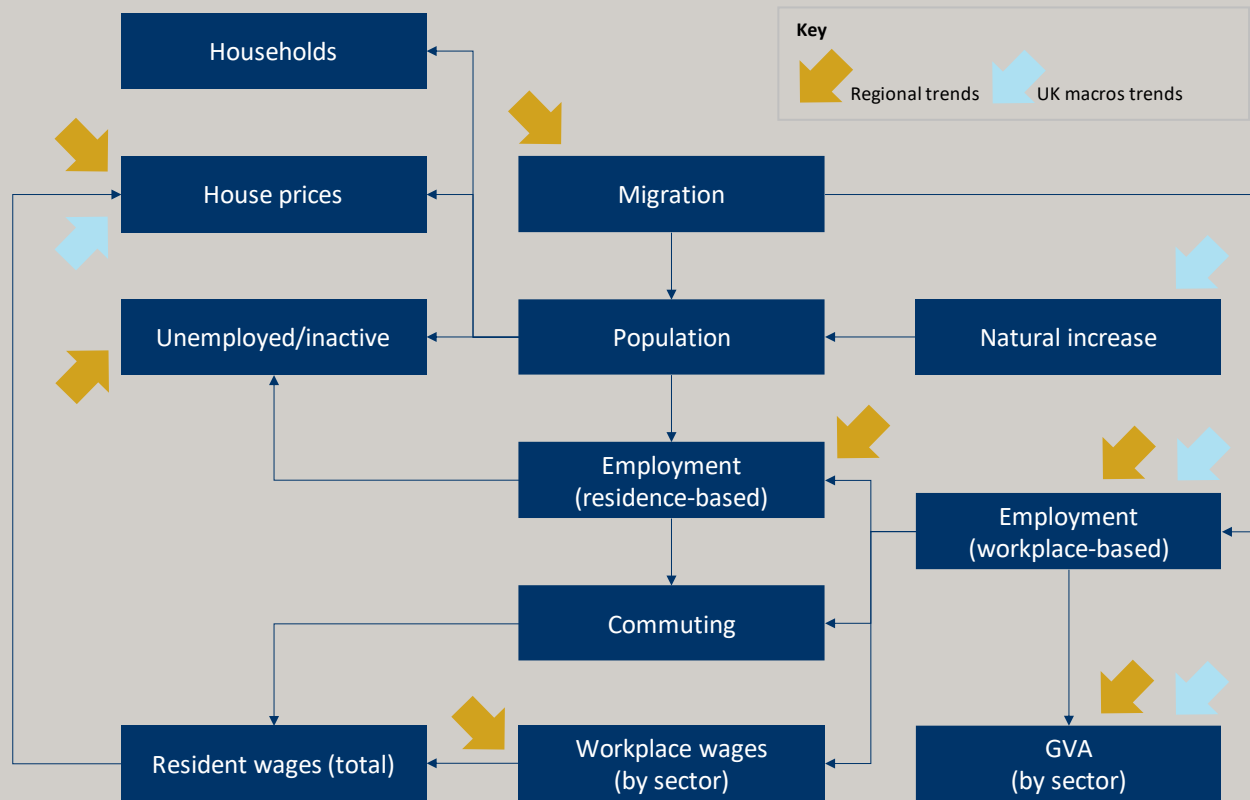 Key
Regional trends
UK macros trends
Households
House prices
Migration
Unemployed/inactive
Population
Natural increase
Employment
(residence-based)
Employment
(workplace-based)
Commuting
Resident wages (total)
Workplace wages
(by sector)
GVA
(by sector)